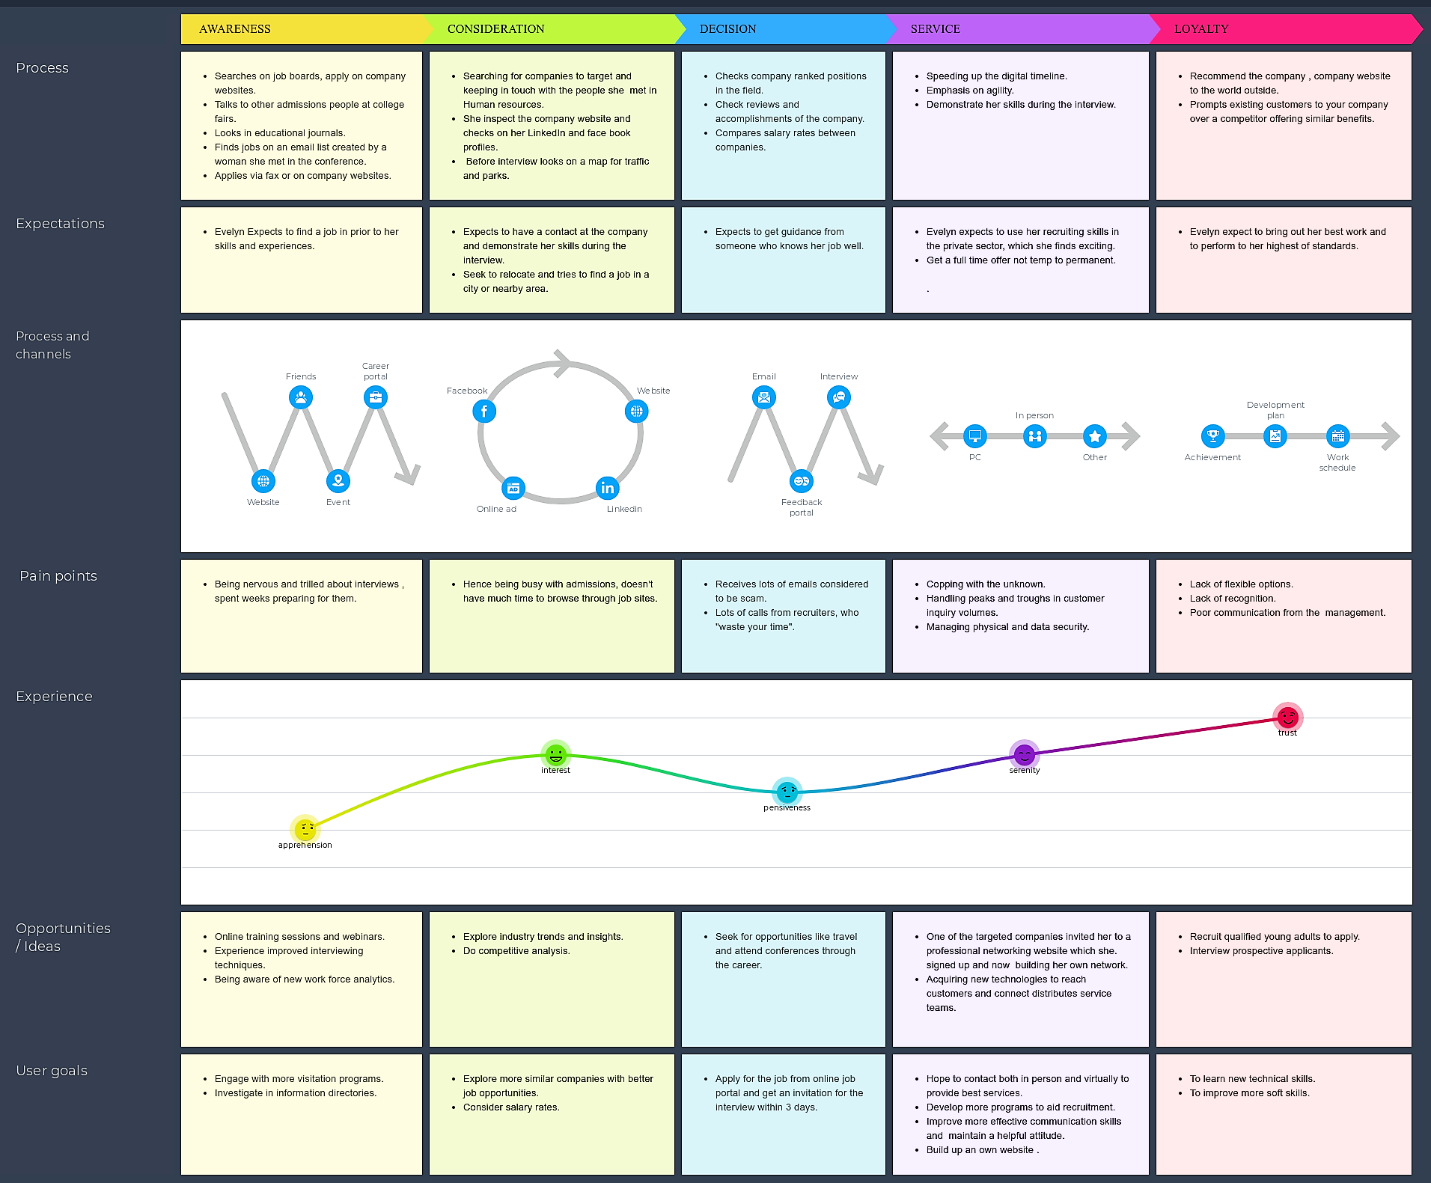 AWARENESS
CONSIDERATION
DECISION
SERVICE
LOYALTY
Process
• Searches on job boards, apply on company
websites.
• Talks to other admissions people at college
fairs.
• Looks in educational journals.
• Finds jobs on an email list created by a
woman she met in the conference.
• Applies via fax or on company websites.
• Searching for companies to target and
keeping in touch with the people she  met in
Human resources.
• She inspect the company website and
checks on her LinkedIn and face book
profiles.
•  Before interview looks on a map for traffic
and parks.
• Checks company ranked positions
in the field.
• Check reviews and
accomplishments of the company.
• Compares salary rates between
companies.
• Speeding up the digital timeline.
• Emphasis on agility.
• Demonstrate her skills during the interview.
• Recommend the company , company website
to the world outside.
• Prompts existing customers to your company
over a competitor offering similar benefits.
Expectations
• Evelyn Expects to find a job in prior to her
skills and experiences.
• Expects to have a contact at the company
and demonstrate her skills during the
interview.
• Seek to relocate and tries to find a job in a
city or nearby area.
• Expects to get guidance from
someone who knows her job well.
• Evelyn expects to use her recruiting skills in
the private sector, which she finds exciting.
• Get a full time offer not temp to permanent.
.
• Evelyn expect to bring out her best work and
to perform to her highest of standards.
Process and
channels
Friends
Career
portal
Website
Event
Facebook
Website
Online ad
AD
Linkedin
Email
Interview
Feedback
portal
In person
PC
Other
Development
plan
Achievement
Work
schedule
Pain points
• Being nervous and trilled about interviews ,
spent weeks preparing for them.
• Hence being busy with admissions, doesn't
have much time to browse through job sites.
• Receives lots of emails considered
to be scam.
• Lots of calls from recruiters, who
"waste your time".
• Copping with the unknown.
• Handling peaks and troughs in customer
inquiry volumes.
• Managing physical and data security.
• Lack of flexible options.
• Lack of recognition.
• Poor communication from the  management.
Experience
apprehension
interest
pensiveness
serenity
trust
Opportunities
/ Ideas
• Online training sessions and webinars.
• Experience improved interviewing
techniques.
• Being aware of new work force analytics.
• Explore industry trends and insights.
• Do competitive analysis.
• Seek for opportunities like travel
and attend conferences through
the career.
• One of the targeted companies invited her to a
professional networking website which she.
signed up and now  building her own network.
• Acquiring new technologies to reach
customers and connect distributes service
teams.
• Recruit qualified young adults to apply.
• Interview prospective applicants.
User goals
• Engage with more visitation programs.
• Investigate in information directories.
• Explore more similar companies with better
job opportunities.
• Consider salary rates.
• Apply for the job from online job
portal and get an invitation for the
interview within 3 days.
• Hope to contact both in person and virtually to
provide best services.
• Develop more programs to aid recruitment.
• Improve more effective communication skills
and  maintain a helpful attitude.
• Build up an own website .
• To learn new technical skills.
• To improve more soft skills.